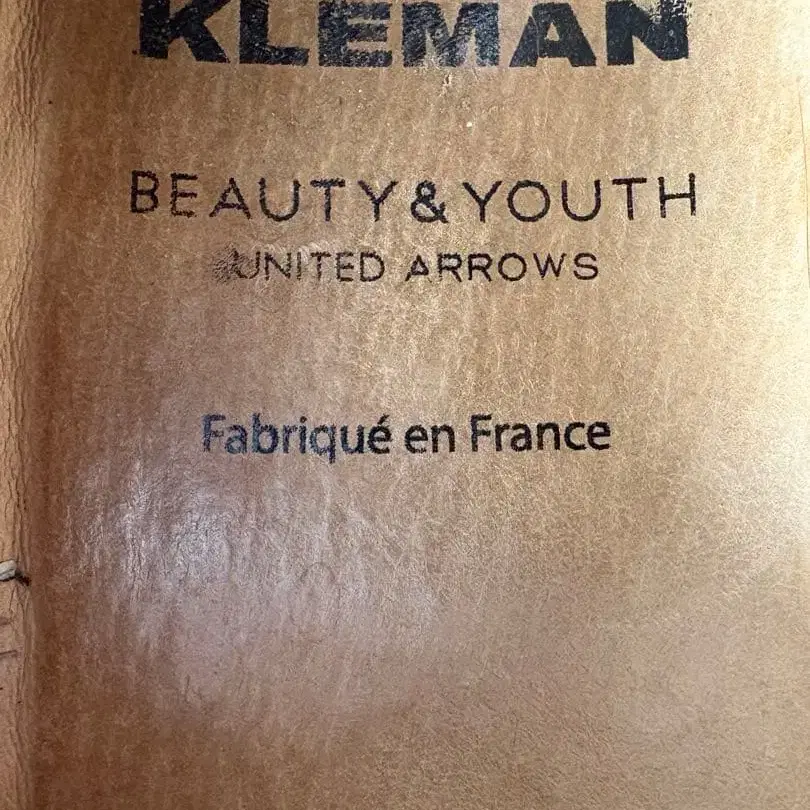 KLEMAN
BEAUTY & YOUTH
UNITED ARROWS
Fabriqué en France